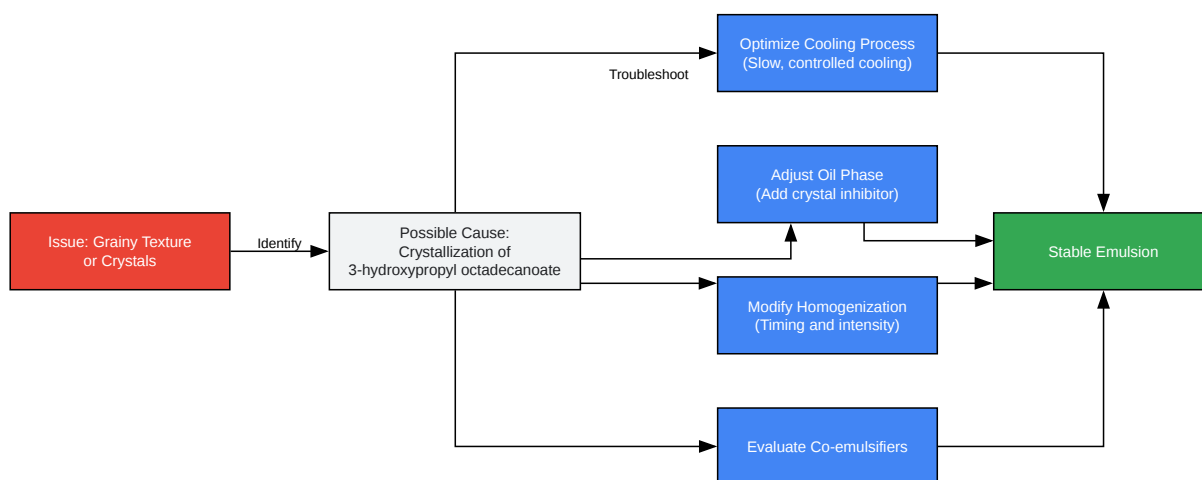 Issue: Grainy Texture
or Crystals
Identify
Possible Cause:
Crystallization of
3-hydroxypropyl octadecanoate
Troubleshoot
Optimize Cooling Process
(Slow, controlled cooling)
Adjust Oil Phase
(Add crystal inhibitor)
Modify Homogenization
(Timing and intensity)
Evaluate Co-emulsifiers
Stable Emulsion